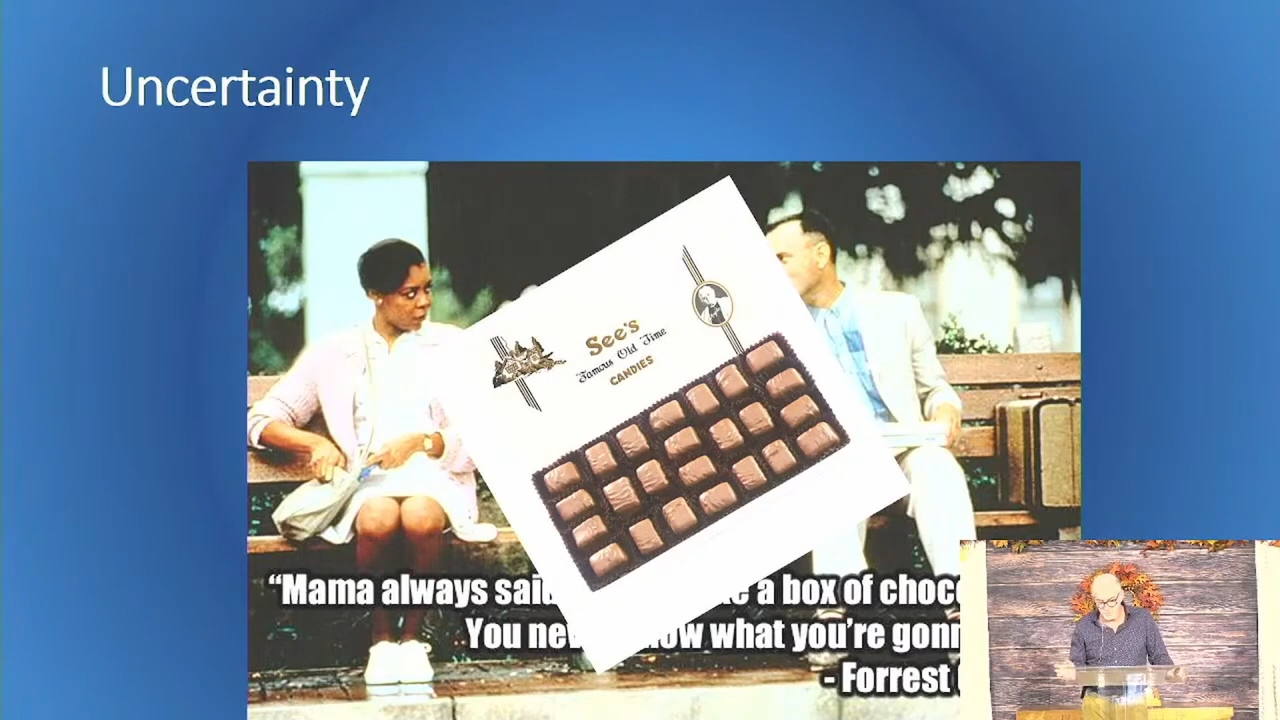 Uncertainty
See's
Famous Old Time
CANDIES
“Mama always said a box of choc
You nev ow what you’re gonn
- Forrest